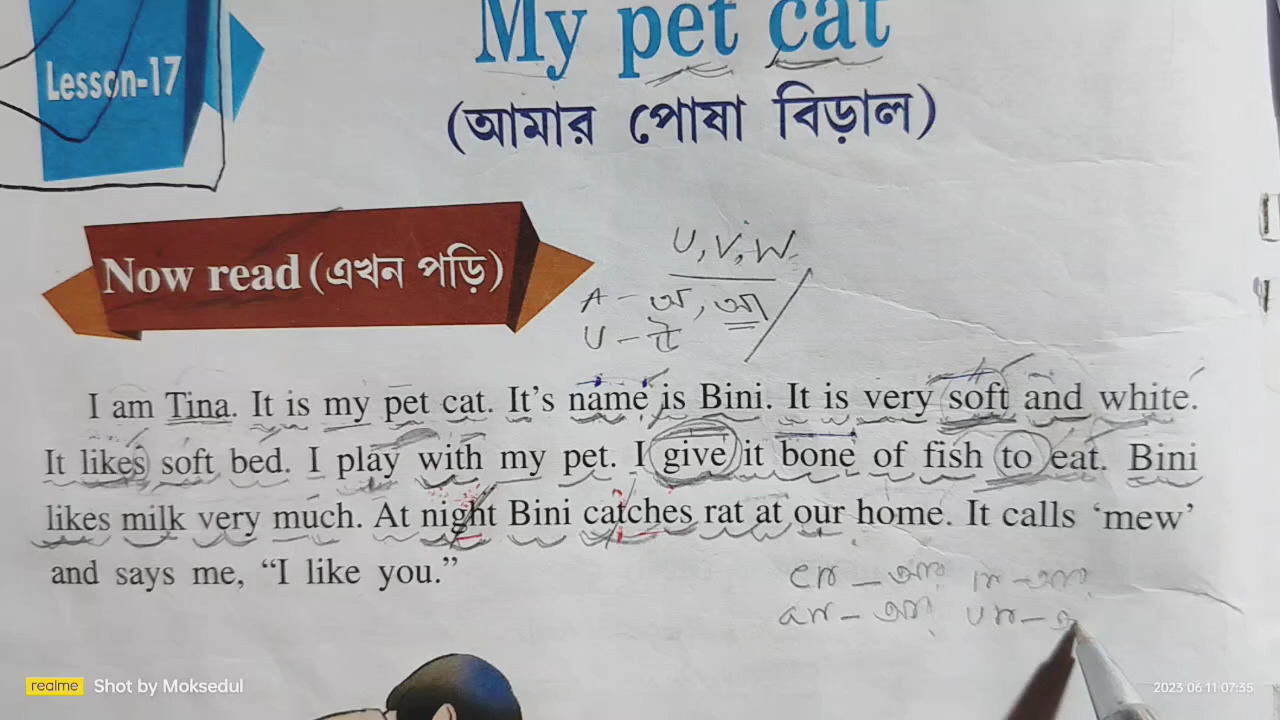 My pet cat
Lesson-17
(আমার পোষা বিড়াল)
Now read (এখন পড়ি)
U, V, W
A - অ, আ
U -
I am Tina. It is my pet cat. It's name is Bini. It is very soft and white.
It likes soft bed. I play with my pet. I give it bone of fish to eat. Bini
likes milk very much. At night Bini catches rat at our home. It calls ‘mew’
and says me, “I like you.”
realme Shot by Moksedul
2023 06 11 07:35